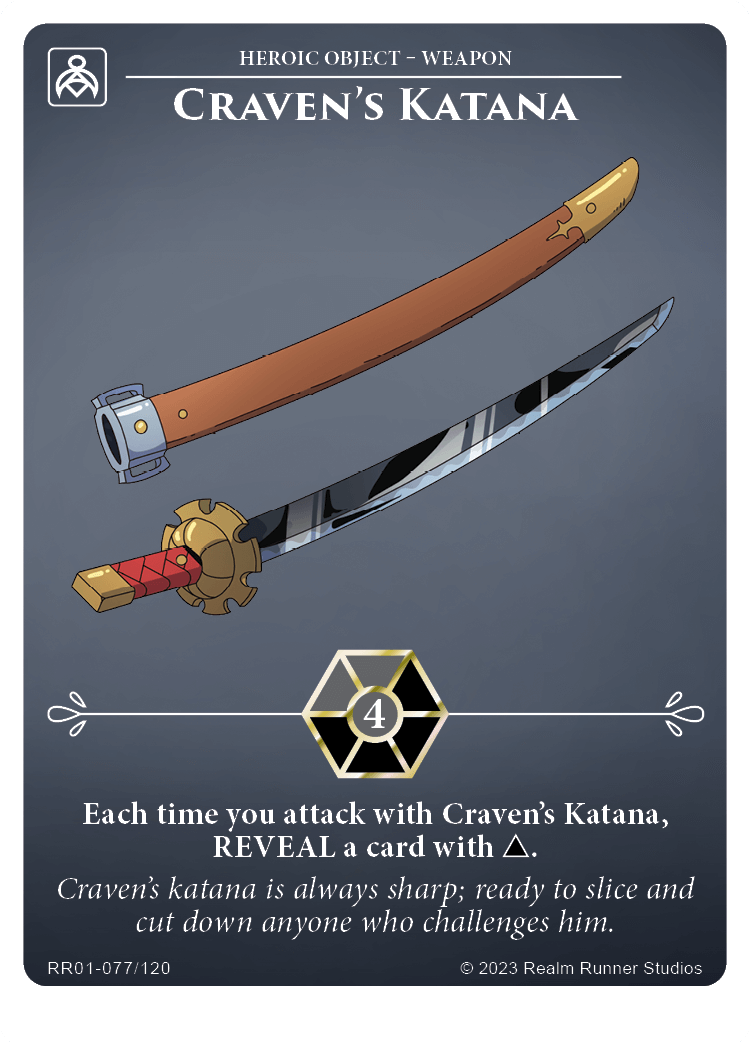 HEROIC OBJECT – WEAPON
CRAVEN'S KATANA
4
Each time you attack with Craven's Katana,
REVEAL a card with ▲.
Craven's katana is always sharp; ready to slice and
cut down anyone who challenges him.
RR01-077/120
© 2023 Realm Runner Studios